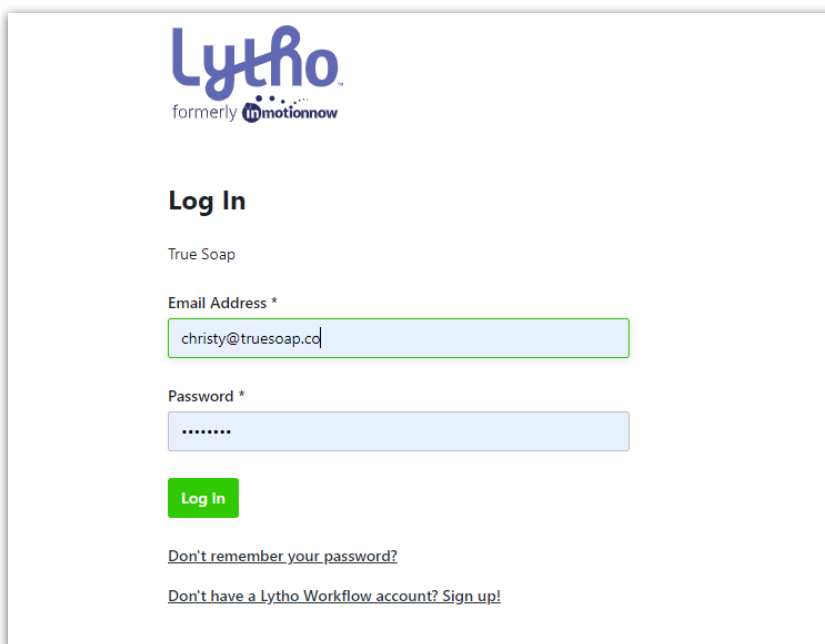 Lytho™
formerly inmotionnow
Log In
True Soap
Email Address *
christy@truesoap.co
Password *
••••••••
Log In
Don't remember your password?
Don't have a Lytho Workflow account? Sign up!